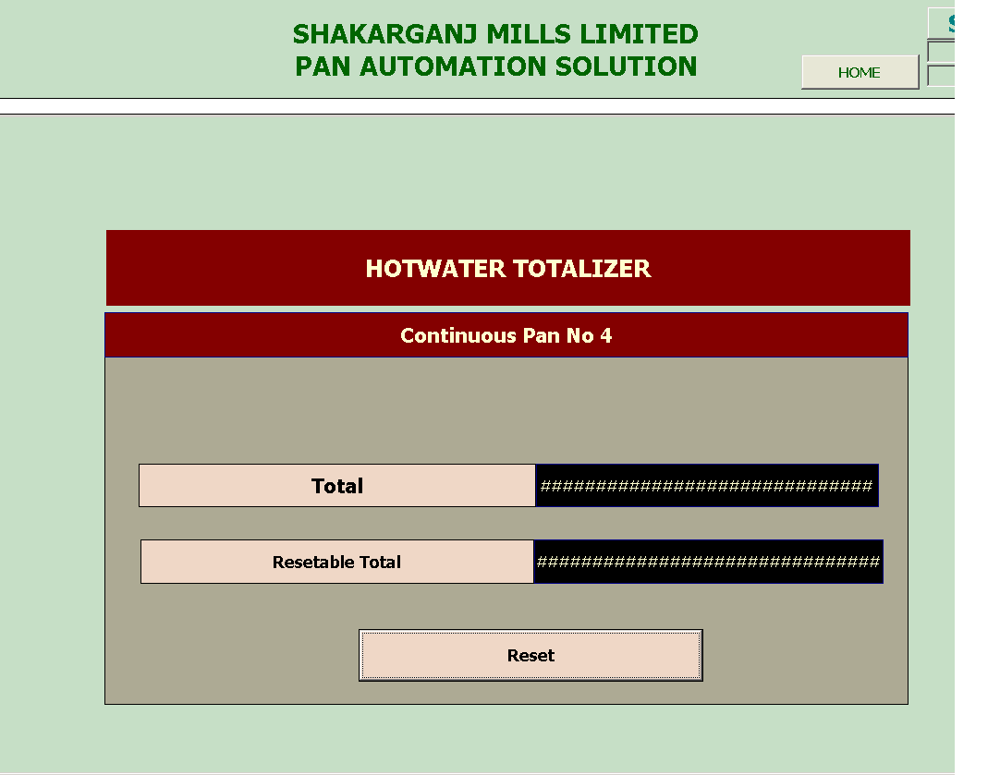 SHAKARGANJ MILLS LIMITED
PAN AUTOMATION SOLUTION
HOME
HOTWATER TOTALIZER
Continuous Pan No 4
Total
##############################
Resetable Total
###############################
Reset